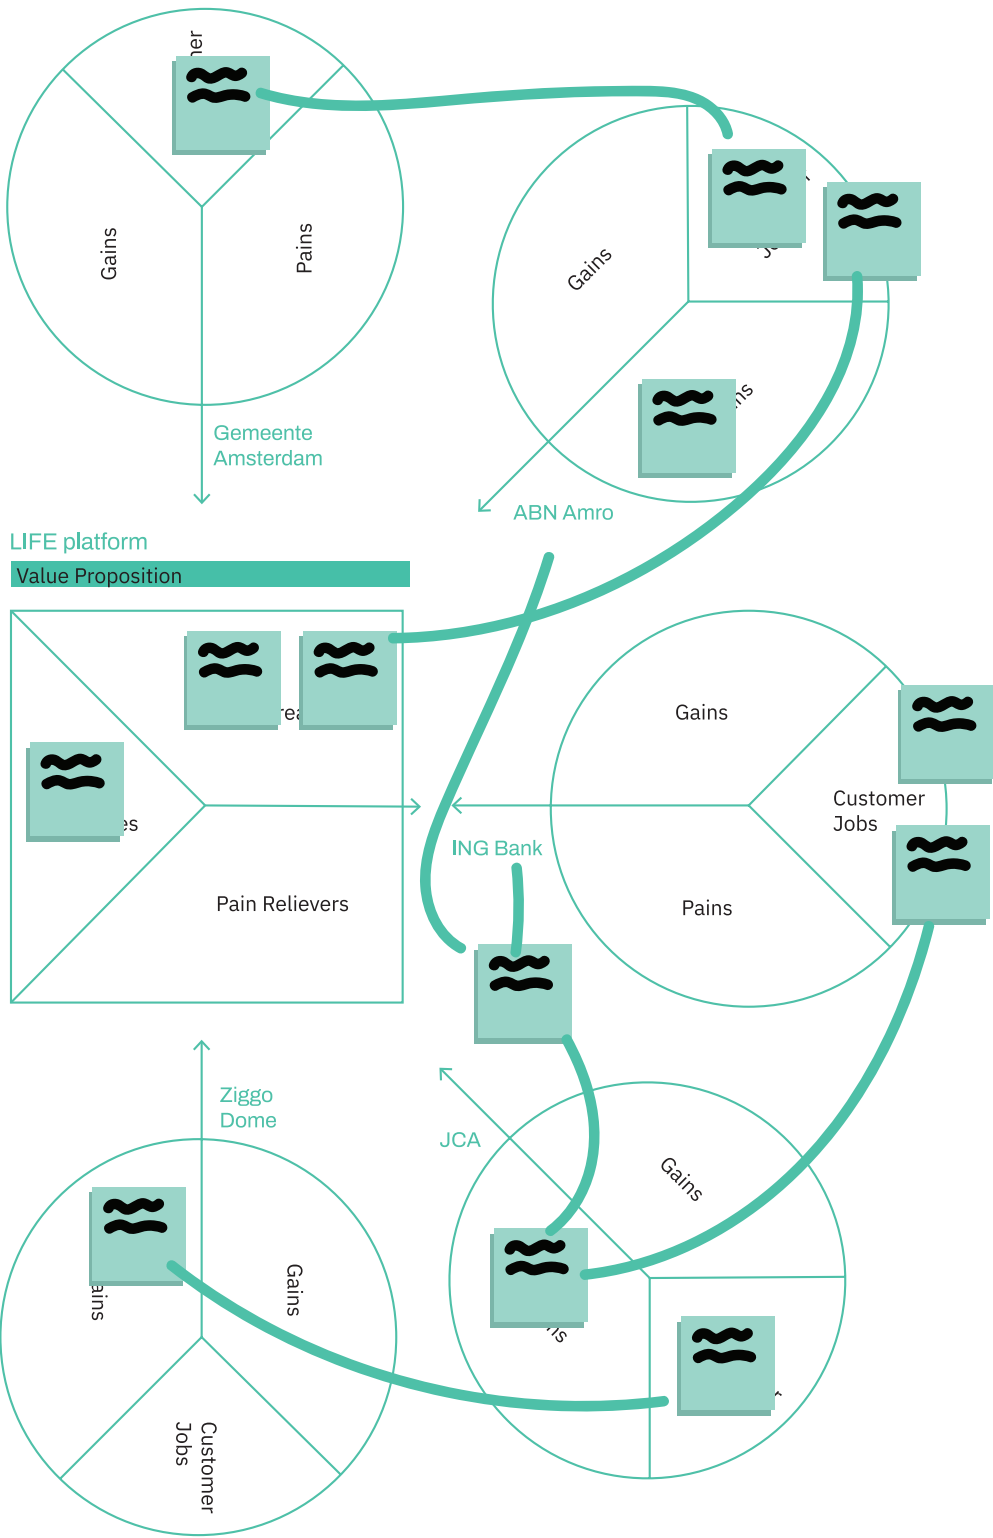 Gains
Pains
Gemeente
Amsterdam
Gains
ABN Amro
LIFE platform
Value Proposition
Pain Relievers
Gains
Customer
Jobs
Pains
ING Bank
Ziggo
Dome
Gains
Customer
Jobs
JCA
Gains